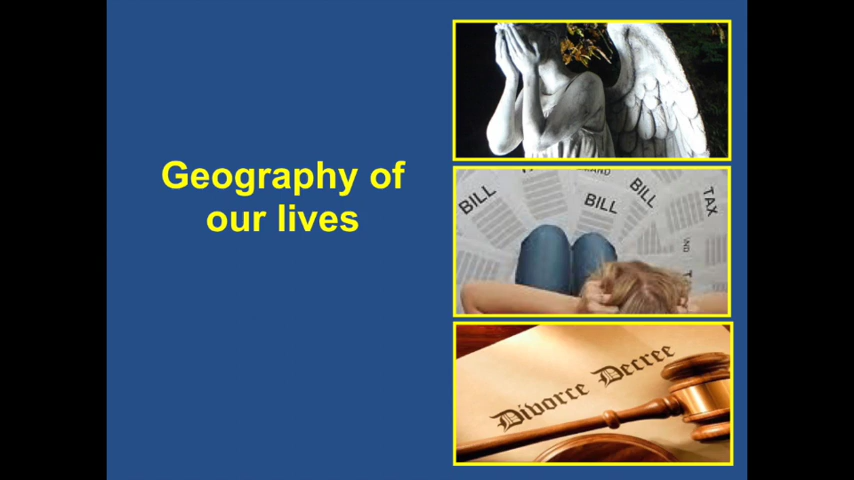 Geography of
our lives
BILL
BILL
BILL
TAX
Divorce Decree